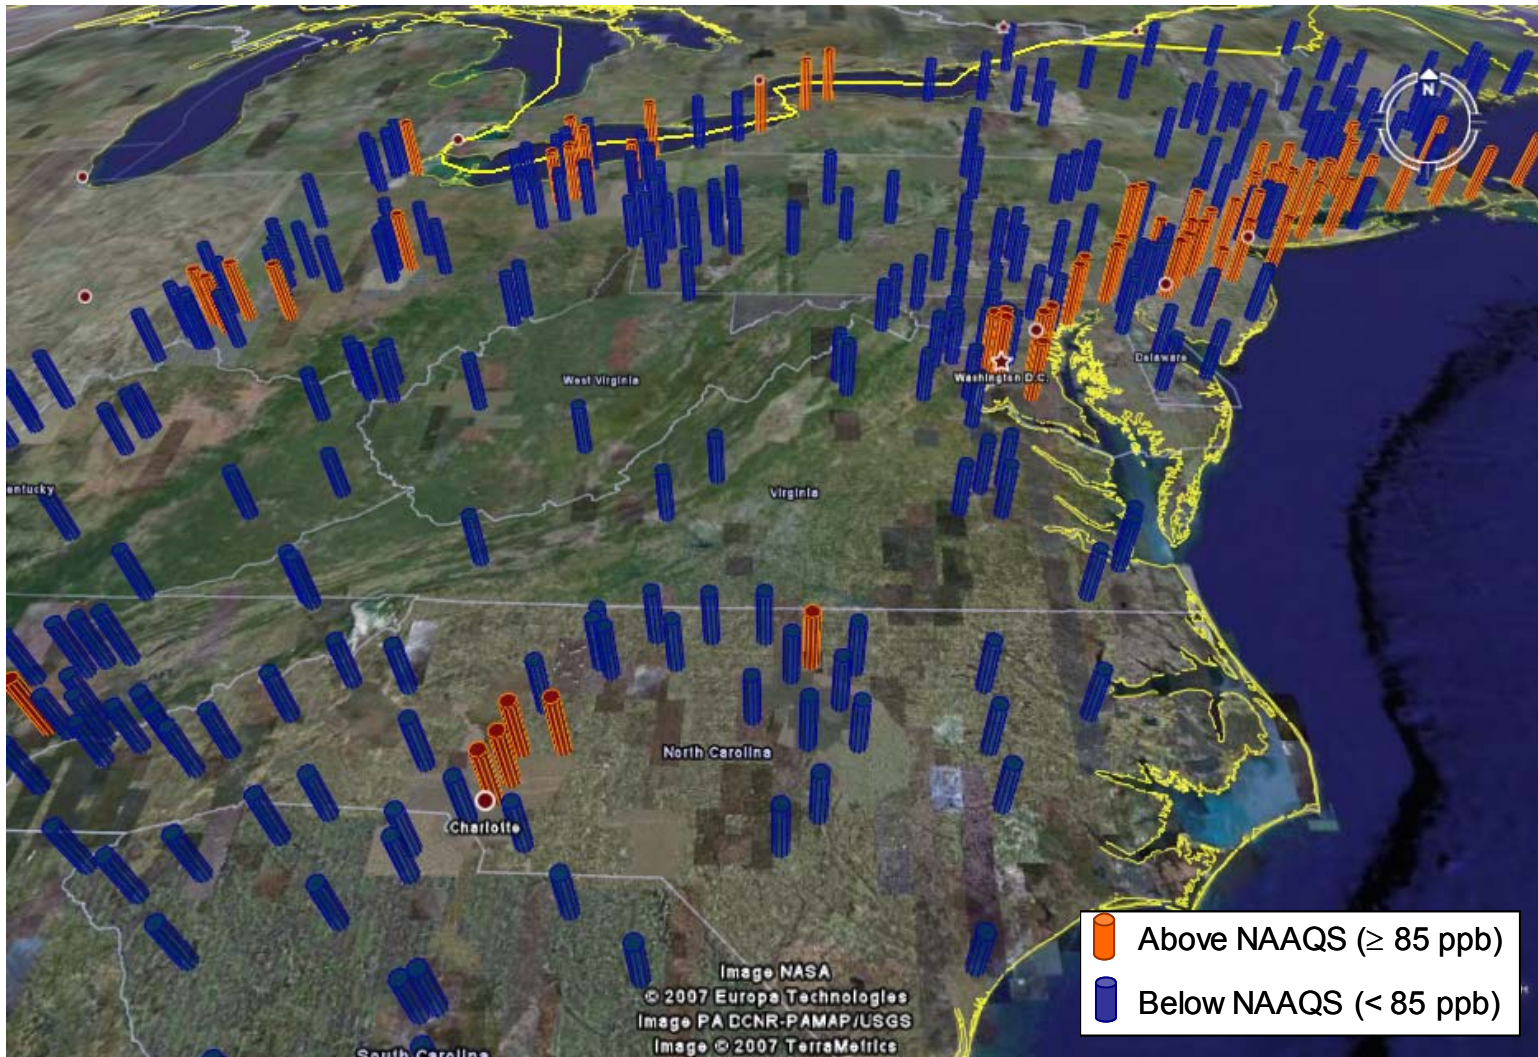 N
West Virginia
Washington D.C.
Delaware
entucky
Virginia
North Carolina
Charlotte
Above NAAQS (≥ 85 ppb)
Below NAAQS (< 85 ppb)
Image NASA
© 2007 Europa Technologies
Image PA DCNR-PAMAP/USGS
Image © 2007 TerraMetrics
South Carolina